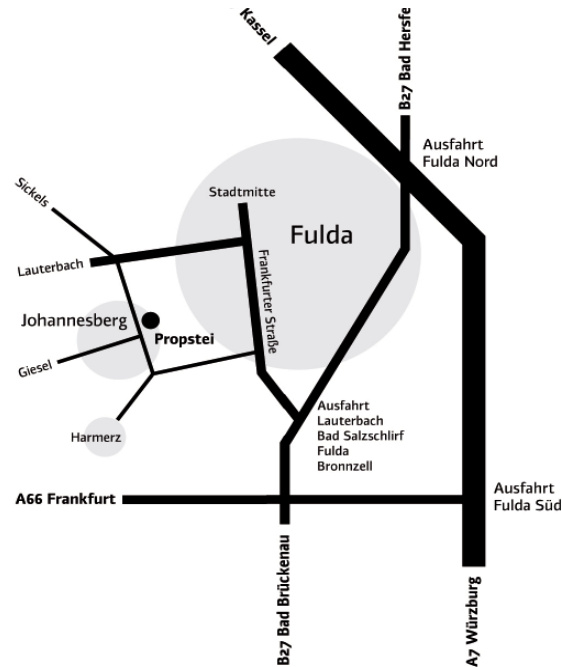 Kassel
B27 Bad Hersfe
Ausfahrt
Fulda Nord
Sickels
Stadtmitte
Fulda
Lauterbach
Frankfurter Straße
Johannesberg
Propstei
Giesel
Harmerz
Ausfahrt
Lauterbach
Bad Salzschlirf
Fulda
Bronnzell
A66 Frankfurt
Ausfahrt
Fulda Süd
B27 Bad Brückenau
A7 Würzburg